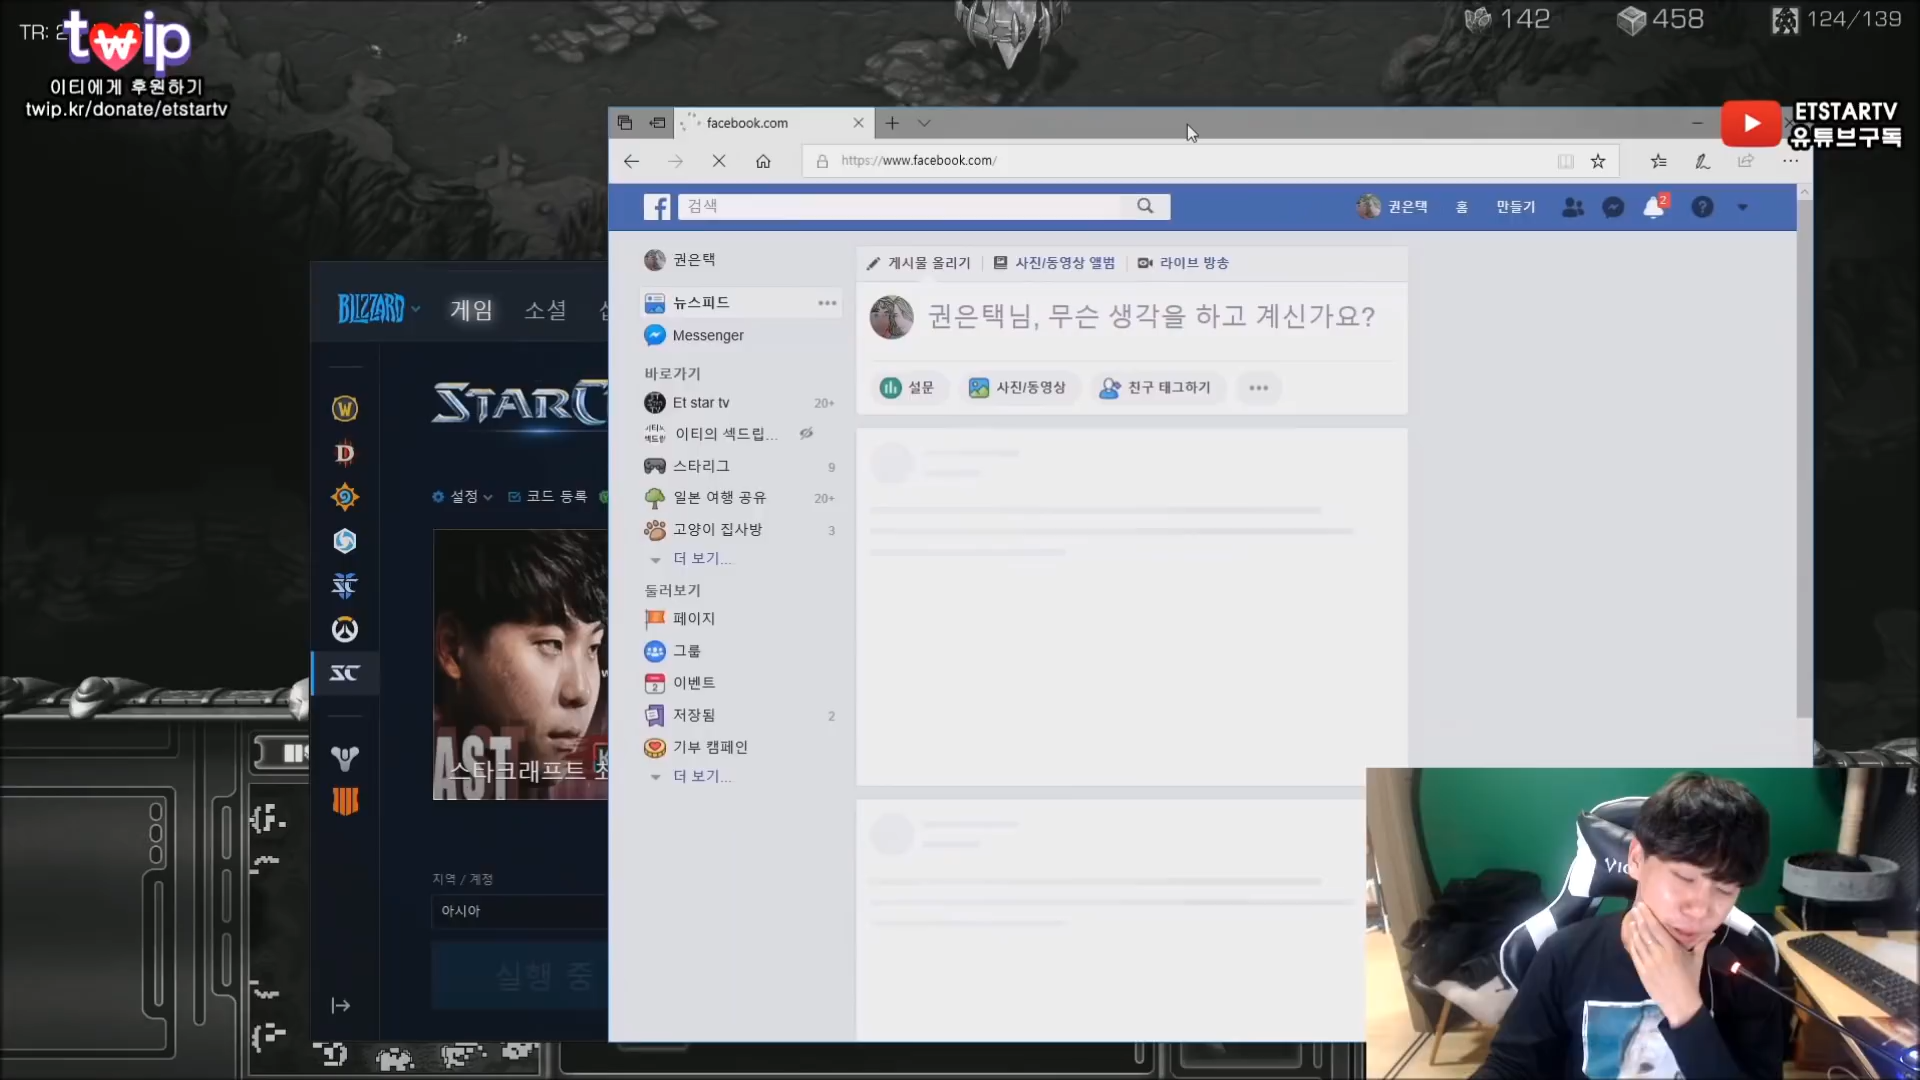 TR: 2
twip
이티에게 후원하기
twip.kr/donate/etstartv
142
458
124/139
ETSTARTV
유튜브구독
facebook.com
https://www.facebook.com/
검색
권은택
홈
만들기
2
권은택
뉴스피드
Messenger
바로가기
Et star tv 20+
이티의 섹드립...
스타리그 9
일본 여행 공유 20+
고양이 집사방 3
더 보기...
둘러보기
페이지
그룹
이벤트
저장됨 2
기부 캠페인
더 보기...
게시물 올리기
사진/동영상 앨범
라이브 방송
권은택님, 무슨 생각을 하고 계신가요?
설문
사진/동영상
친구 태그하기
BLIZZARD
게임
소셜
STARC
설정
코드 등록
AST
스타크래프트
지역 / 계정
아시아
실행 중